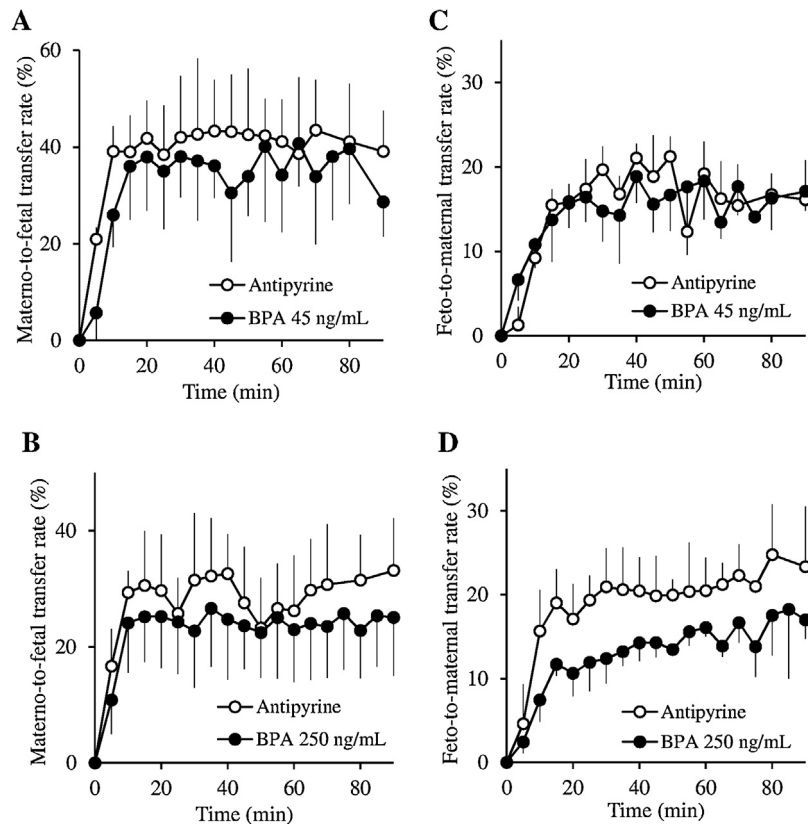 A
Materno-to-fetal transfer rate (%)
60
40
20
0
Antipyrine
BPA 45 ng/mL
0 20 40 60 80
Time (min)
C
Feto-to-maternal transfer rate (%)
30
20
10
0
Antipyrine
BPA 45 ng/mL
0 20 40 60 80
Time (min)
B
Materno-to-fetal transfer rate (%)
40
20
0
Antipyrine
BPA 250 ng/mL
0 20 40 60 80
Time (min)
D
Feto-to-maternal transfer rate (%)
30
20
10
0
Antipyrine
BPA 250 ng/mL
0 20 40 60 80
Time (min)